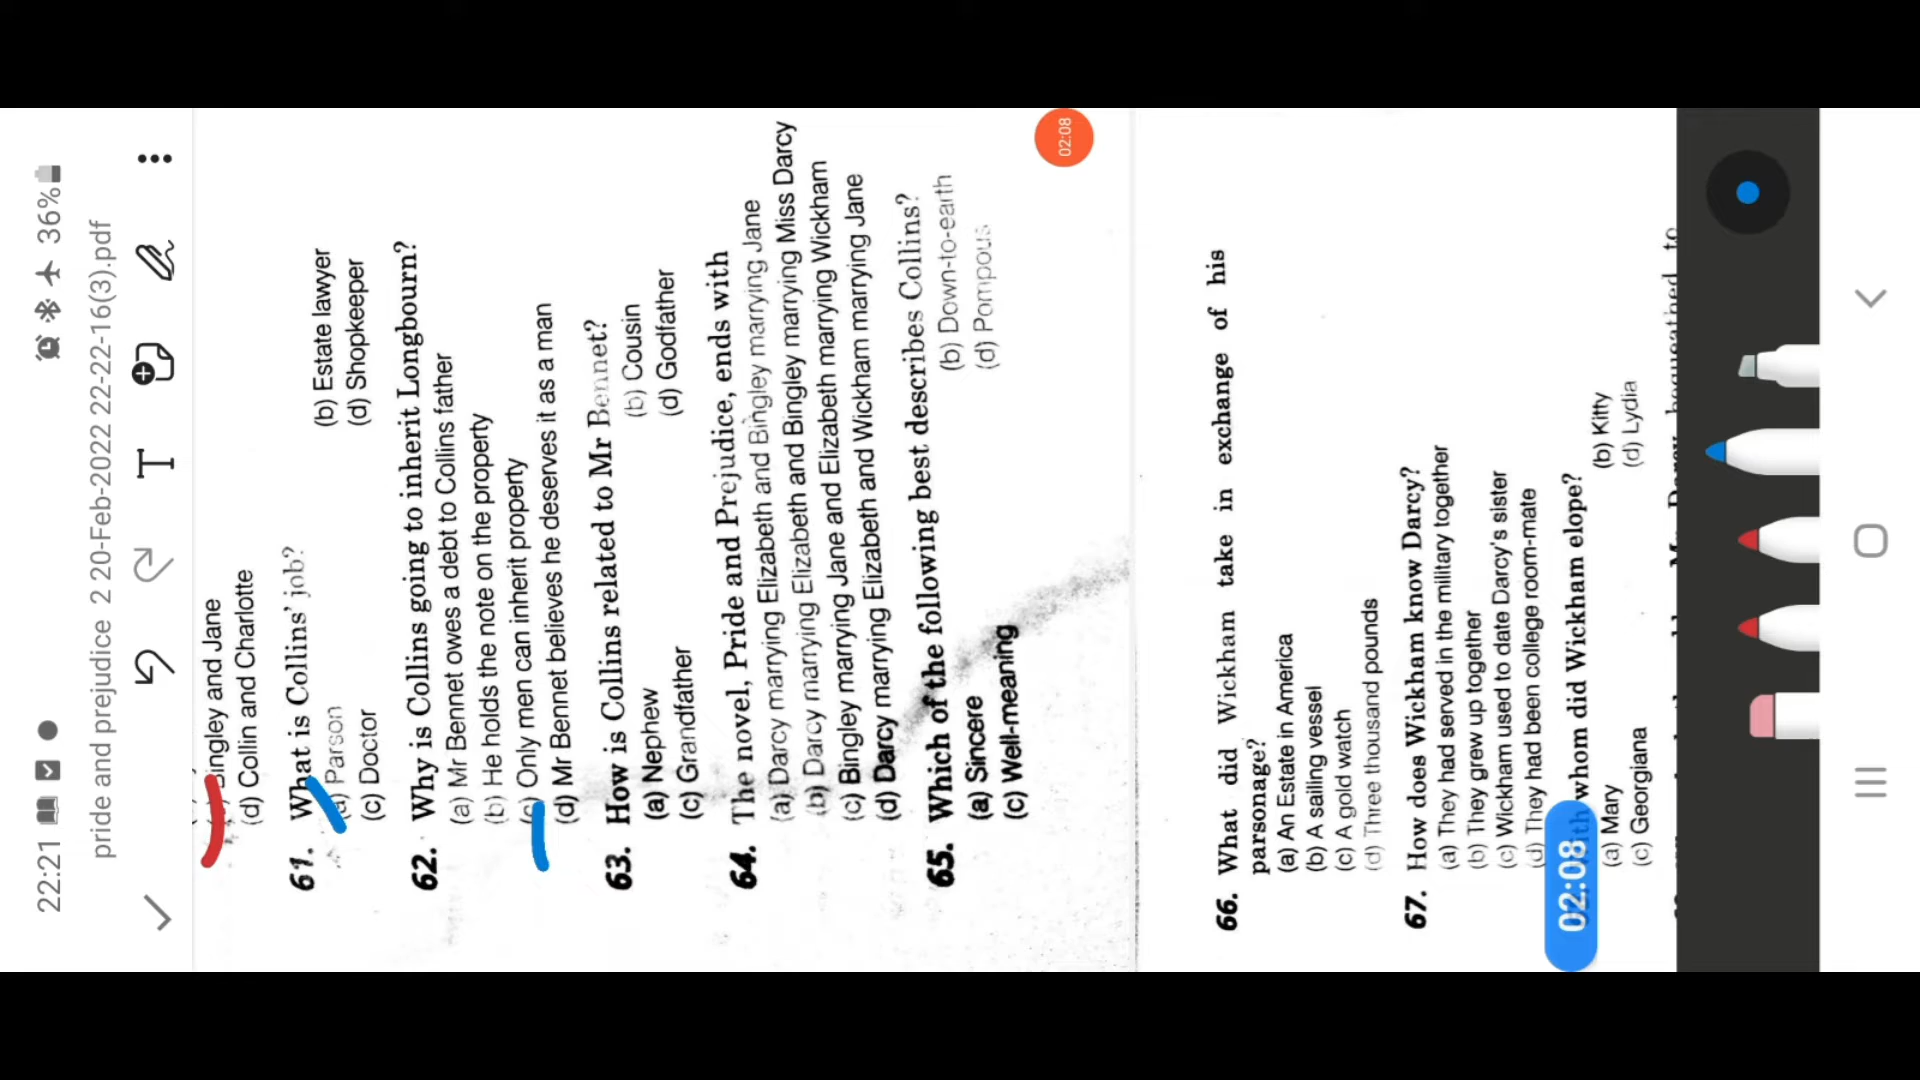 22:21
36%
pride and prejudice 2 20-Feb-2022 22-22-16(3).pdf
T
Bingley and Jane
(d) Collin and Charlotte
61. What is Collins' job?
(a) Parson (b) Estate lawyer
(c) Doctor (d) Shopkeeper
62. Why is Collins going to inherit Longbourn?
(a) Mr Bennet owes a debt to Collins father
(b) He holds the note on the property
(c) Only men can inherit property
(d) Mr Bennet believes he deserves it as a man
63. How is Collins related to Mr Bennet?
(a) Nephew (b) Cousin
(c) Grandfather (d) Godfather
64. The novel, Pride and Prejudice, ends with
(a) Darcy marrying Elizabeth and Bingley marrying Jane
(b) Darcy marrying Elizabeth and Bingley marrying Miss Darcy
(c) Bingley marrying Jane and Elizabeth marrying Wickham
(d) Darcy marrying Elizabeth and Wickham marrying Jane
65. Which of the following best describes Collins?
(a) Sincere (b) Down-to-earth
(c) Well-meaning (d) Pompous
02:08
66. What did Wickham take in exchange of his
parsonage?
(a) An Estate in America
(b) A sailing vessel
(c) A gold watch
(d) Three thousand pounds
67. How does Wickham know Darcy?
(a) They had served in the military together
(b) They grew up together
(c) Wickham used to date Darcy's sister
(d) They had been college room-mate
02:08
whom did Wickham elope?
(a) Mary (b) Kitty
(c) Georgiana (d) Lydia